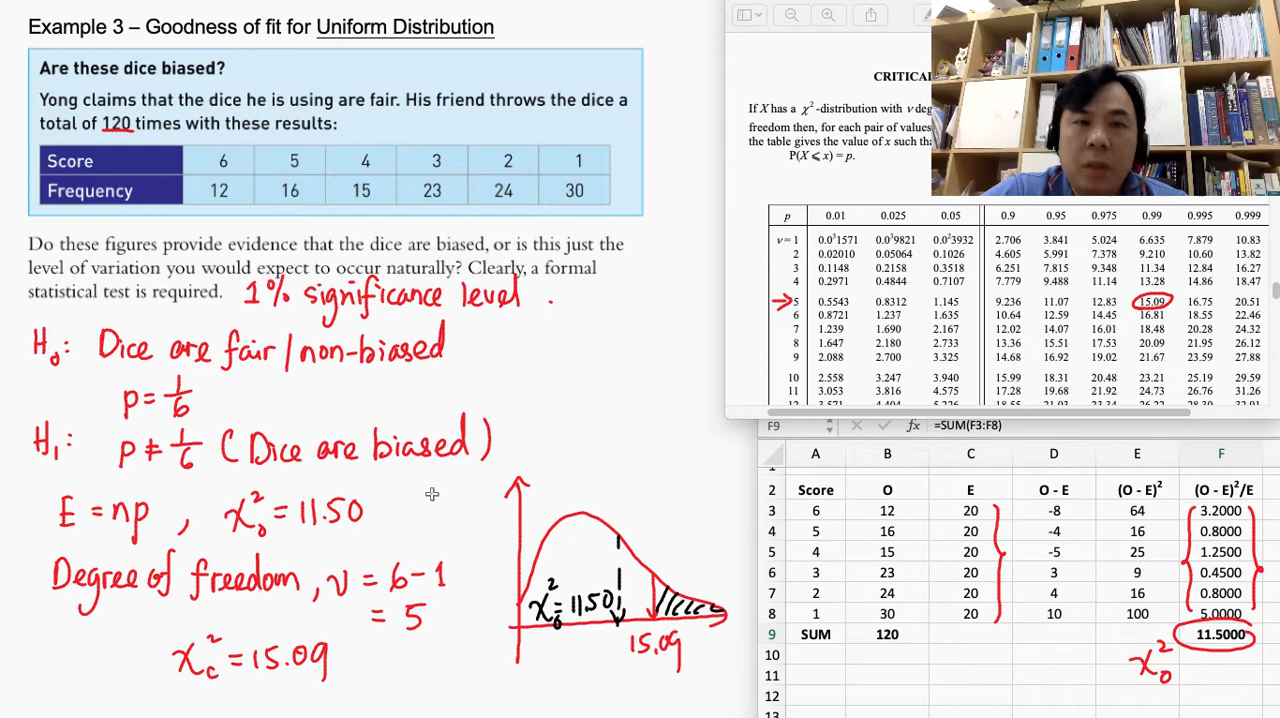 Example 3 – Goodness of fit for Uniform Distribution
Are these dice biased?
Yong claims that the dice he is using are fair. His friend throws the dice a
total of 120 times with these results:
Score 6 5 4 3 2 1
Frequency 12 16 15 23 24 30
Do these figures provide evidence that the dice are biased, or is this just the
level of variation you would expect to occur naturally? Clearly, a formal
statistical test is required. 1% significance level.
H₀: Dice are fair/non-biased
p = 1/6
H₁: p ≠ 1/6 (Dice are biased)
E = np, χ₀² = 11.50
Degree of freedom, ν = 6 - 1
= 5
χc² = 15.09
χ₀² = 11.50
15.09
CRITICAL
If X has a χ²-distribution with ν
freedom then, for each pair of values
the table gives the value of x such
P(X ⩽ x) = p.
p 0.01 0.025 0.05 0.9 0.95 0.975 0.99 0.995 0.999
ν = 1 0.0³1571 0.0³9821 0.0²3932 2.706 3.841 5.024 6.635 7.879 10.83
2 0.02010 0.05064 0.1026 4.605 5.991 7.378 9.210 10.60 13.82
3 0.1148 0.2158 0.3518 6.251 7.815 9.348 11.34 12.84 16.27
4 0.2971 0.4844 0.7107 7.779 9.488 11.14 13.28 14.86 18.47
5 0.5543 0.8312 1.145 9.236 11.07 12.83 15.09 16.75 20.51
6 0.8721 1.237 1.635 10.64 12.59 14.45 16.81 18.55 22.46
7 1.239 1.690 2.167 12.02 14.07 16.01 18.48 20.28 24.32
8 1.647 2.180 2.733 13.36 15.51 17.53 20.09 21.95 26.12
9 2.088 2.700 3.325 14.68 16.92 19.02 21.67 23.59 27.88
10 2.558 3.247 3.940 15.99 18.31 20.48 23.21 25.19 29.59
11 3.053 3.816 4.575 17.28 19.68 21.92 24.73 26.76 31.26
F9 fx =SUM(F3:F8)
A B C D E F
2 Score O E O - E (O - E)² (O - E)²/E
3 6 12 20 -8 64 3.2000
4 5 16 20 -4 16 0.8000
5 4 15 20 -5 25 1.2500
6 3 23 20 3 9 0.4500
7 2 24 20 4 16 0.8000
8 1 30 20 10 100 5.0000
9 SUM 120 11.5000
10 χ₀²
11
12
13